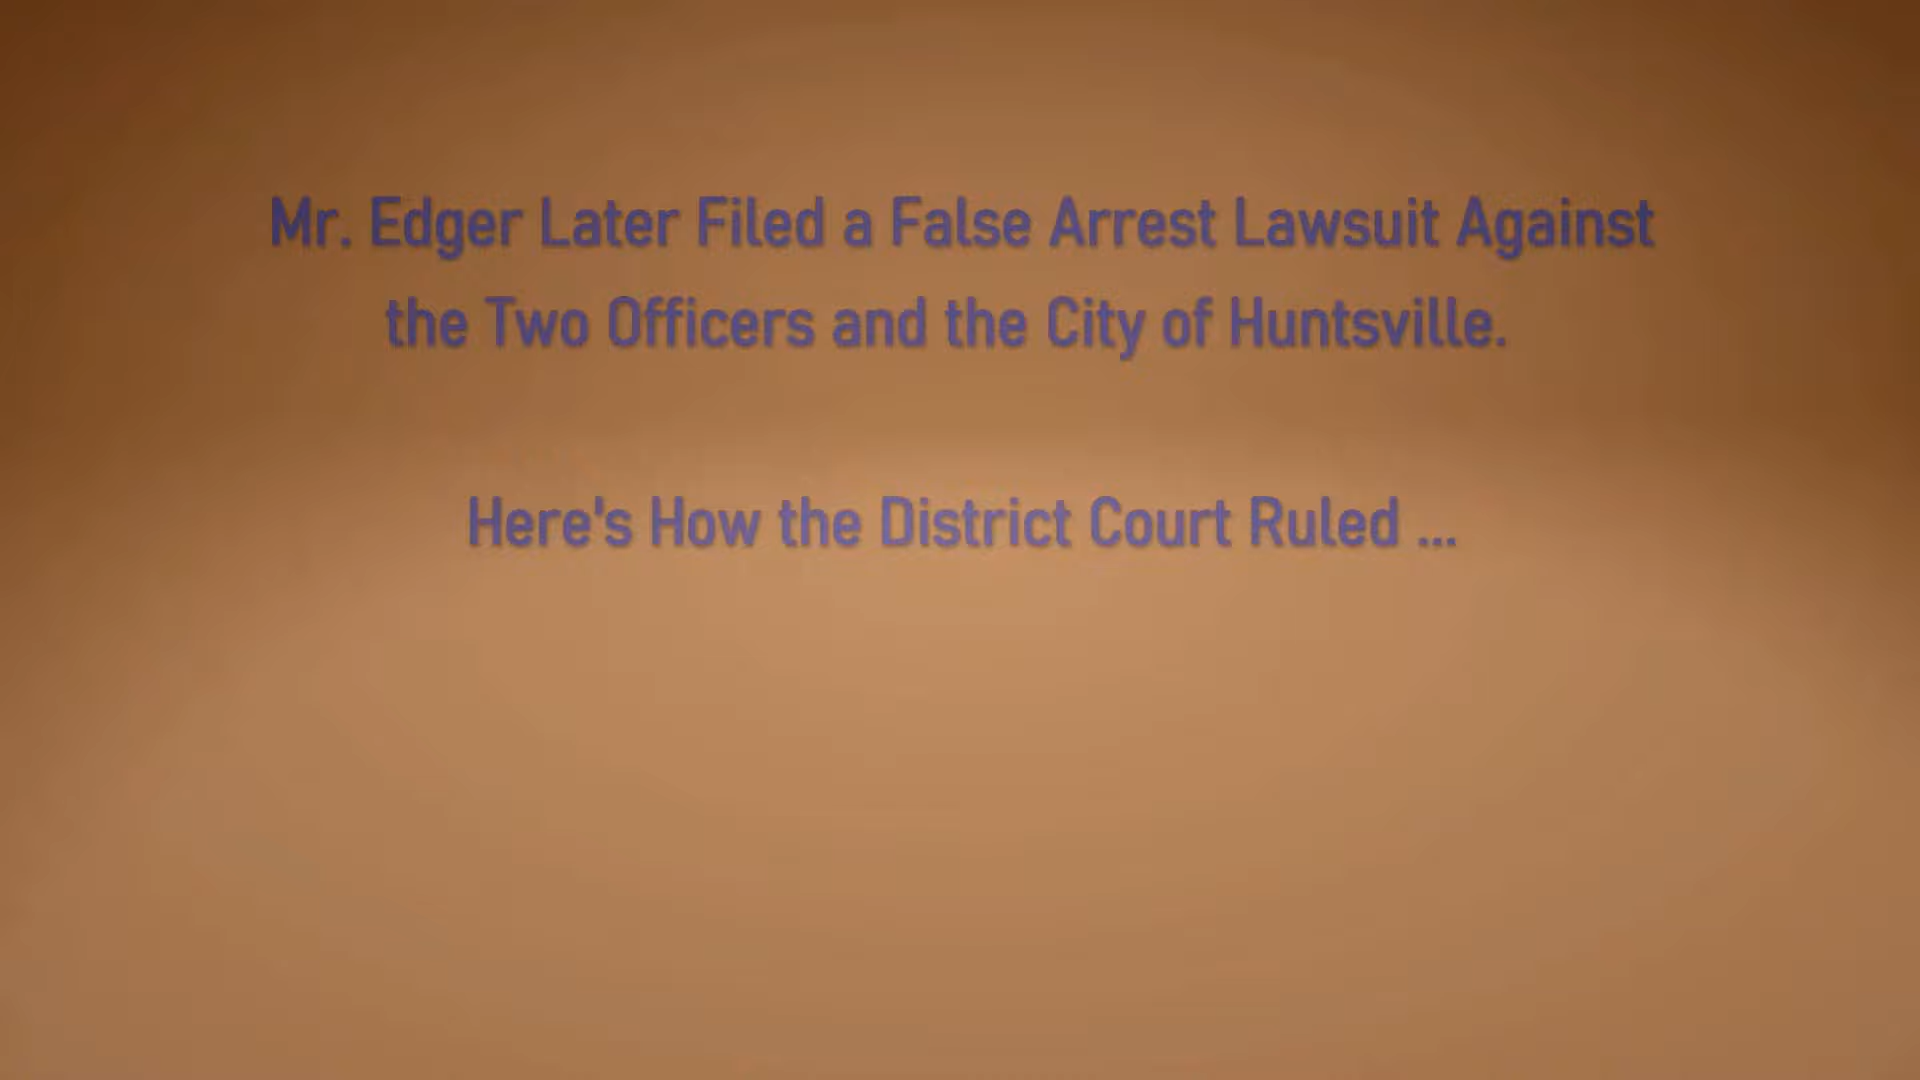 Mr. Edger Later Filed a False Arrest Lawsuit Against
the Two Officers and the City of Huntsville.
Here's How the District Court Ruled ...